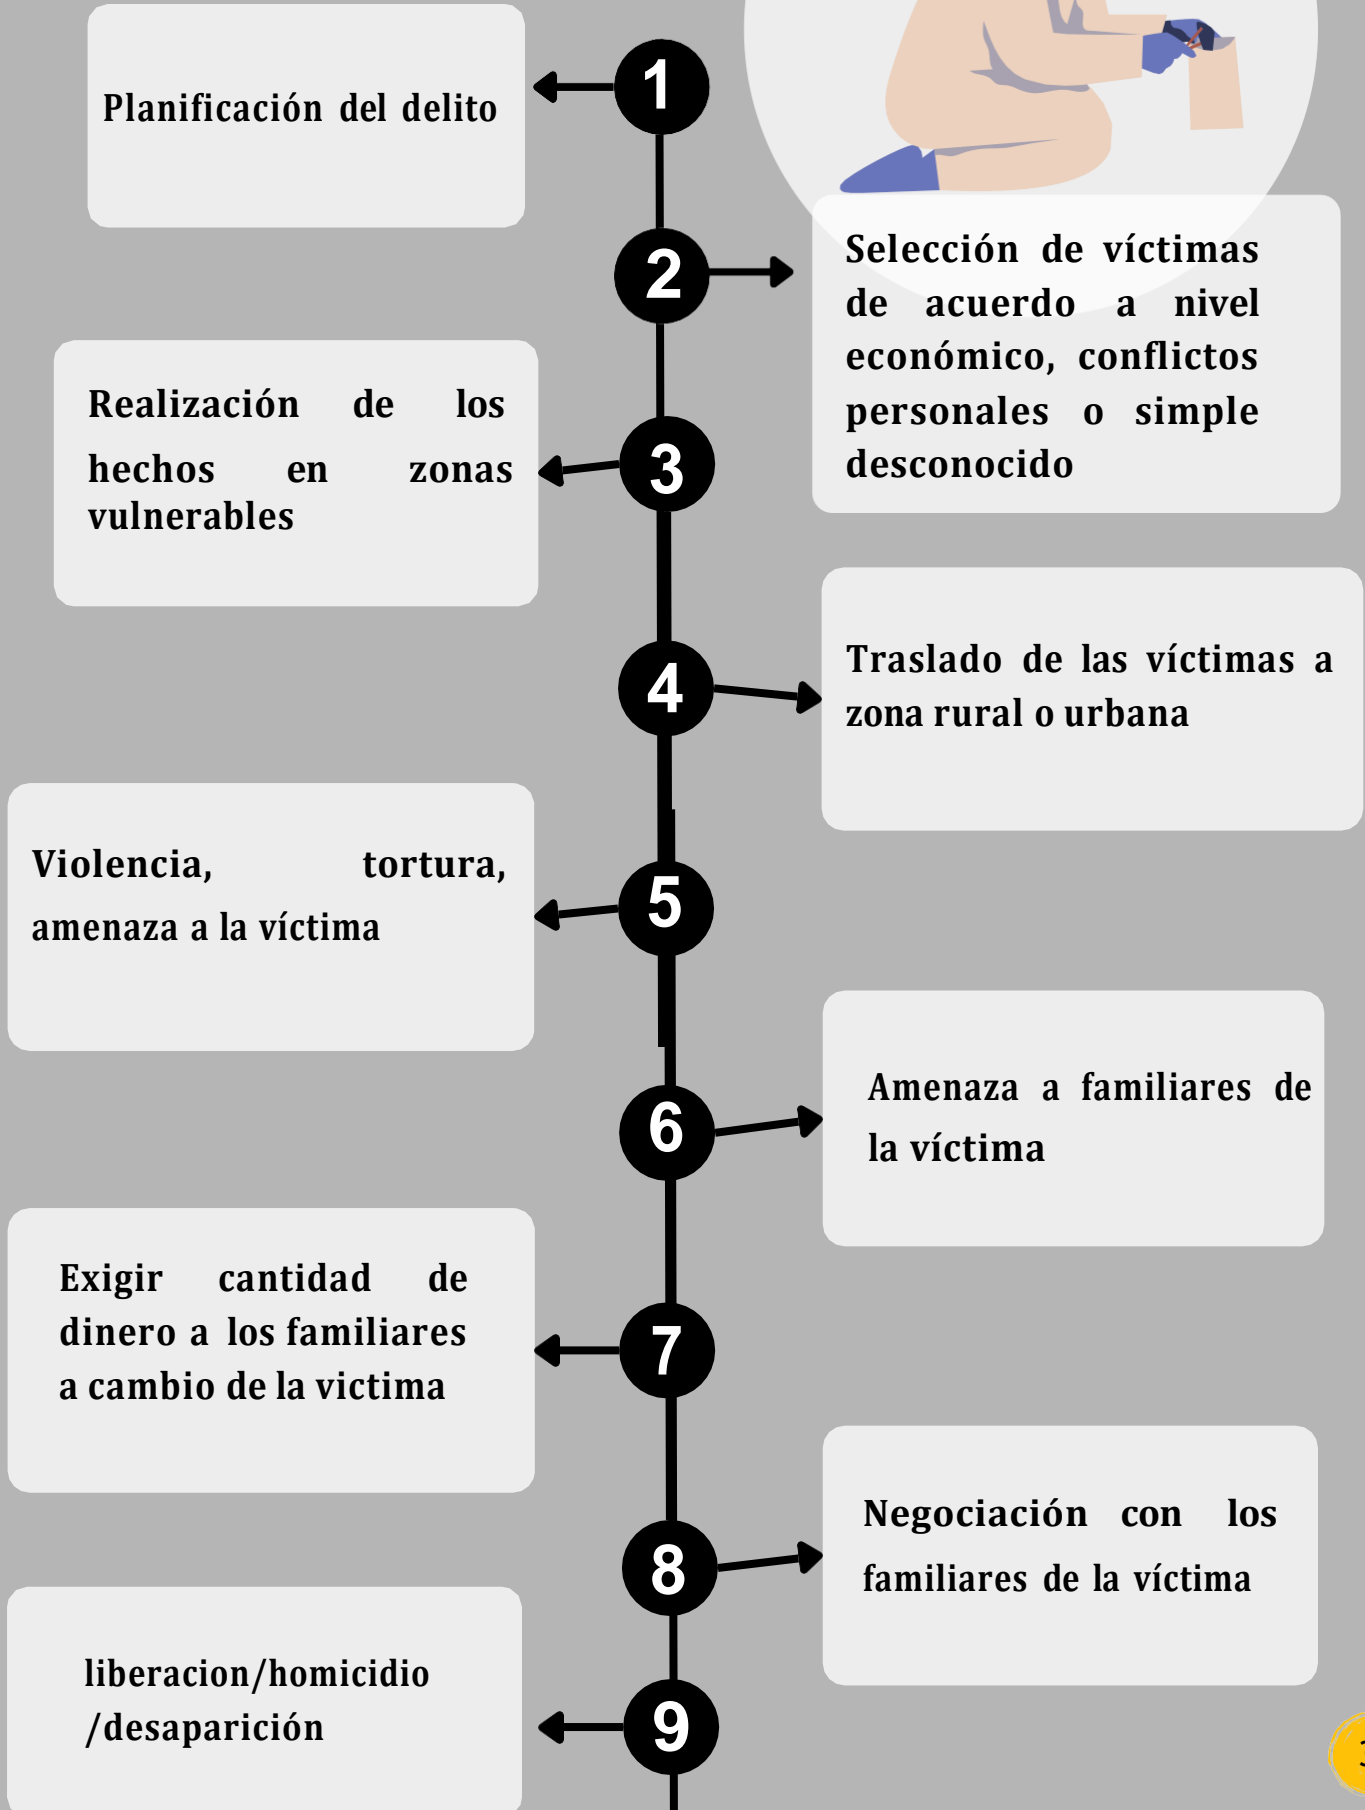 1
Planificación del delito
2
Selección de víctimas
de acuerdo a nivel
económico, conflictos
personales o simple
desconocido
3
Realización de los
hechos en zonas
vulnerables
4
Traslado de las víctimas a
zona rural o urbana
5
Violencia, tortura,
amenaza a la víctima
6
Amenaza a familiares de
la víctima
7
Exigir cantidad de
dinero a los familiares
a cambio de la victima
8
Negociación con los
familiares de la víctima
9
liberacion/homicidio
/desaparición